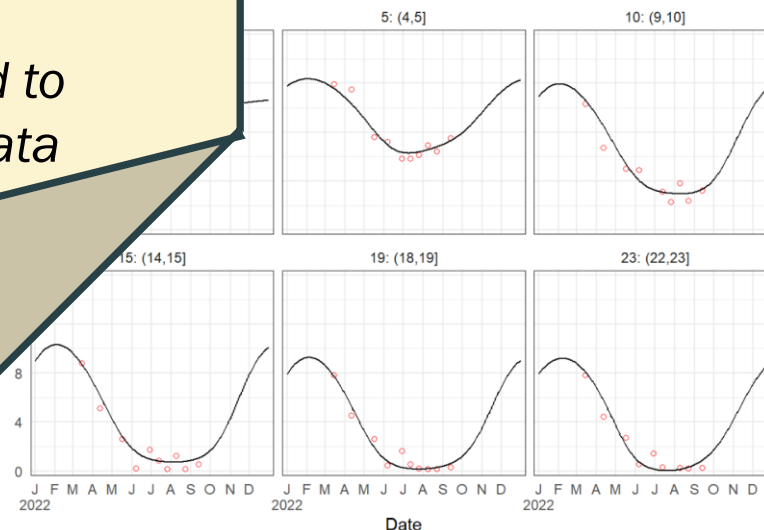 5: (4,5]
10: (9,10]
d to
ata
15: (14,15]
19: (18,19]
23: (22,23]
8
4
0
J F M A M J J A S O N D
J F M A M J J A S O N D
J F M A M J J A S O N D
2022
2022
2022
Date